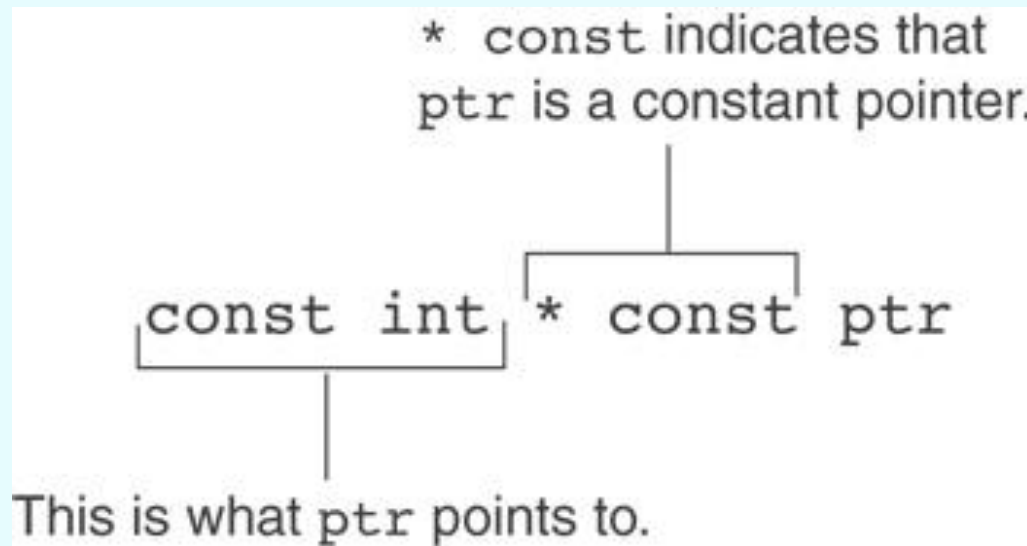 * const indicates that
ptr is a constant pointer.
const int * const ptr
This is what ptr points to.